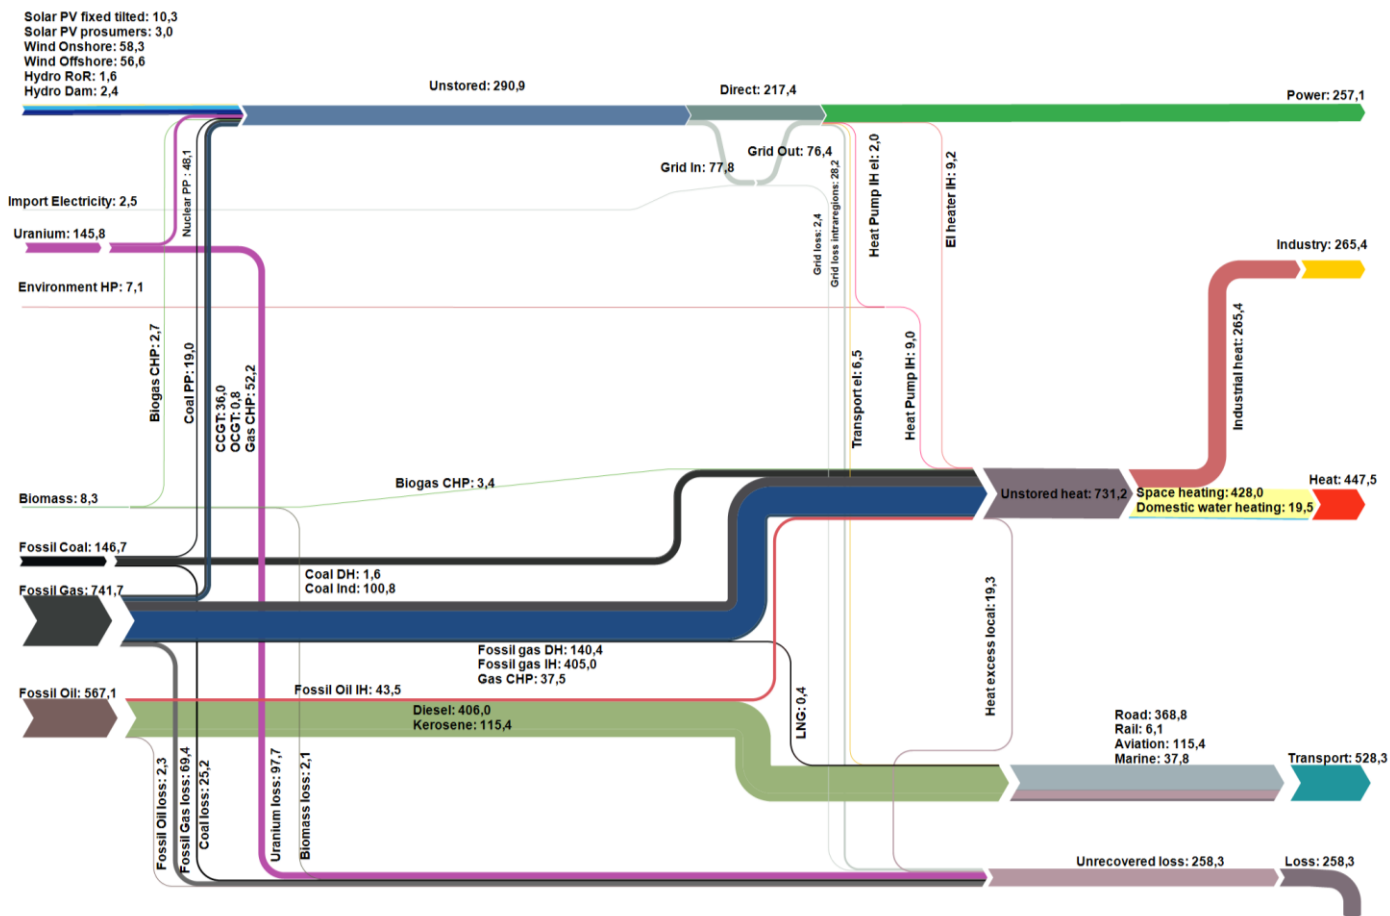 Solar PV fixed tilted: 10,3
Solar PV prosumers: 3,0
Wind Onshore: 58,3
Wind Offshore: 56,6
Hydro RoR: 1,6
Hydro Dam: 2,4
Unstored: 290,9
Direct: 217,4
Power: 257,1
Grid In: 77,8
Grid Out: 76,4
Nuclear PP : 48,1
Import Electricity: 2,5
Uranium: 145,8
Environment HP: 7,1
Grid loss: 2,4
Grid loss intraregions: 28,2
Heat Pump IH el: 2,0
El heater IH: 9,2
Industry: 265,4
Biogas CHP: 2,7
Coal PP: 19,0
CCGT: 36,0
OCGT: 0,8
Gas CHP: 52,2
Transport el: 6,5
Heat Pump IH: 9,0
Industrial heat: 265,4
Biomass: 8,3
Biogas CHP: 3,4
Unstored heat: 731,2
Space heating: 428,0
Domestic water heating: 19,5
Heat: 447,5
Fossil Coal: 146,7
Coal DH: 1,6
Coal Ind: 100,8
Fossil Gas: 741,7
Fossil gas DH: 140,4
Fossil gas IH: 405,0
Gas CHP: 37,5
Heat excess local: 19,3
Fossil Oil: 567,1
Fossil Oil IH: 43,5
Diesel: 406,0
Kerosene: 115,4
LNG: 0,4
Road: 368,8
Rail: 6,1
Aviation: 115,4
Marine: 37,8
Transport: 528,3
Fossil Oil loss: 2,3
Fossil Gas loss: 69,4
Coal loss: 25,2
Uranium loss: 97,7
Biomass loss: 2,1
Unrecovered loss: 258,3
Loss: 258,3